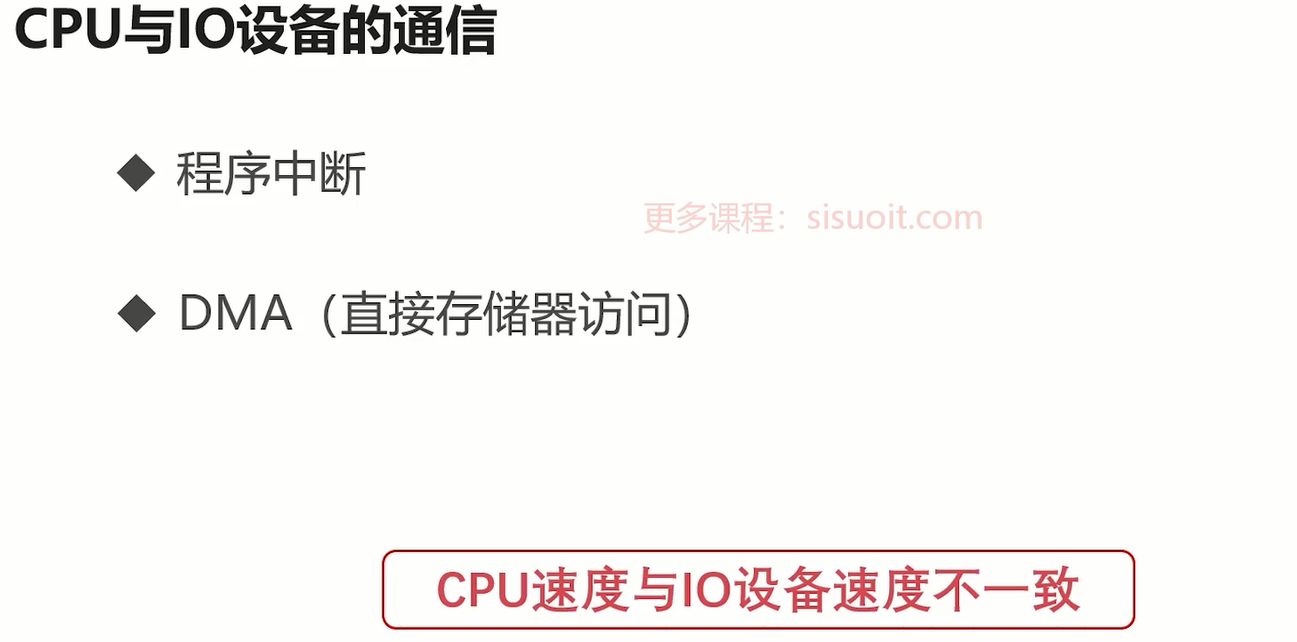 CPU与IO设备的通信
◆ 程序中断
更多课程：sisuoit.com
◆ DMA（直接存储器访问）
CPU速度与IO设备速度不一致